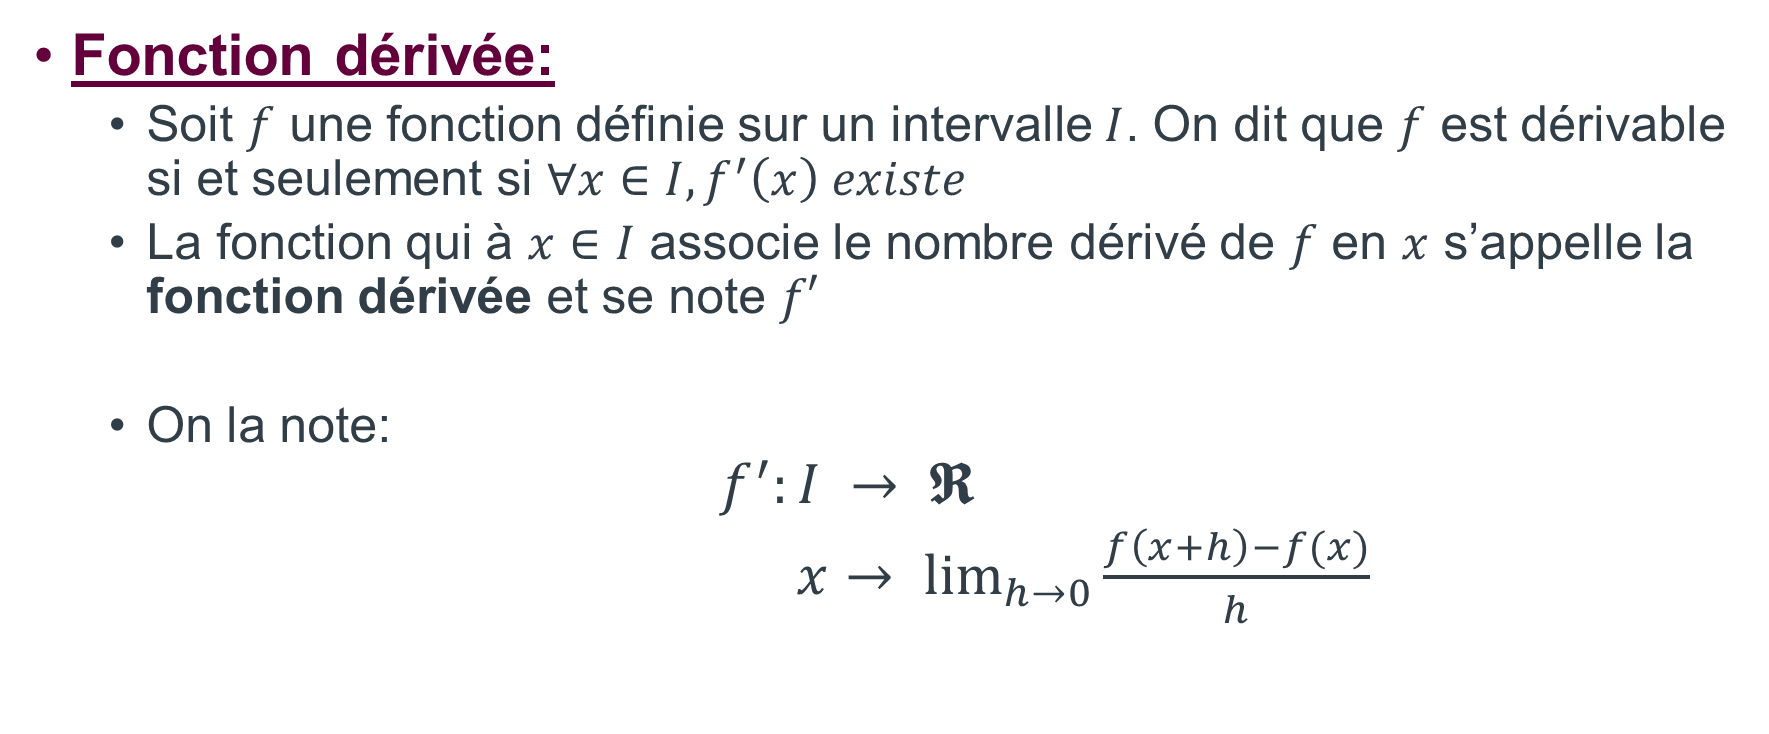 • Fonction dérivée:
• Soit 𝑓 une fonction définie sur un intervalle 𝐼. On dit que 𝑓 est dérivable
si et seulement si ∀𝑥 ∈ 𝐼, 𝑓′(𝑥) 𝑒𝑥𝑖𝑠𝑡𝑒
• La fonction qui à 𝑥 ∈ 𝐼 associe le nombre dérivé de 𝑓 en 𝑥 s’appelle la
fonction dérivée et se note 𝑓′
• On la note:
𝑓′: 𝐼 → 𝕽
𝑥 → lim_{ℎ→0} \frac{𝑓(𝑥+ℎ)−𝑓(𝑥)}{ℎ}